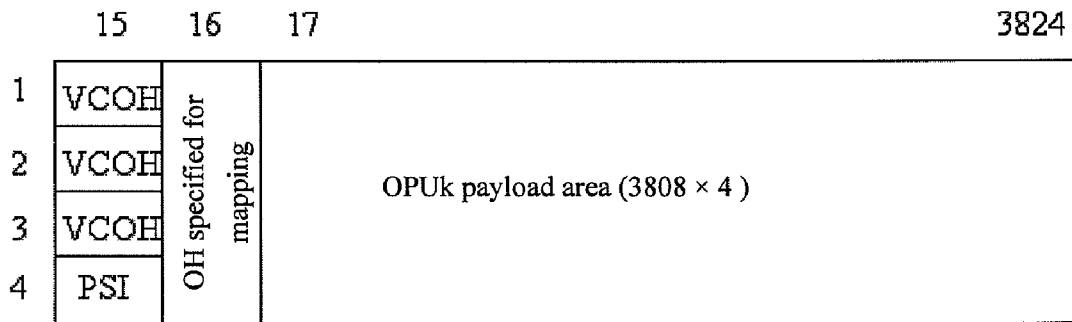 15 16 17 3824
1 VCOH
2 VCOH
3 VCOH
4 PSI
OH specified for
mapping
OPUk payload area (3808 × 4 )